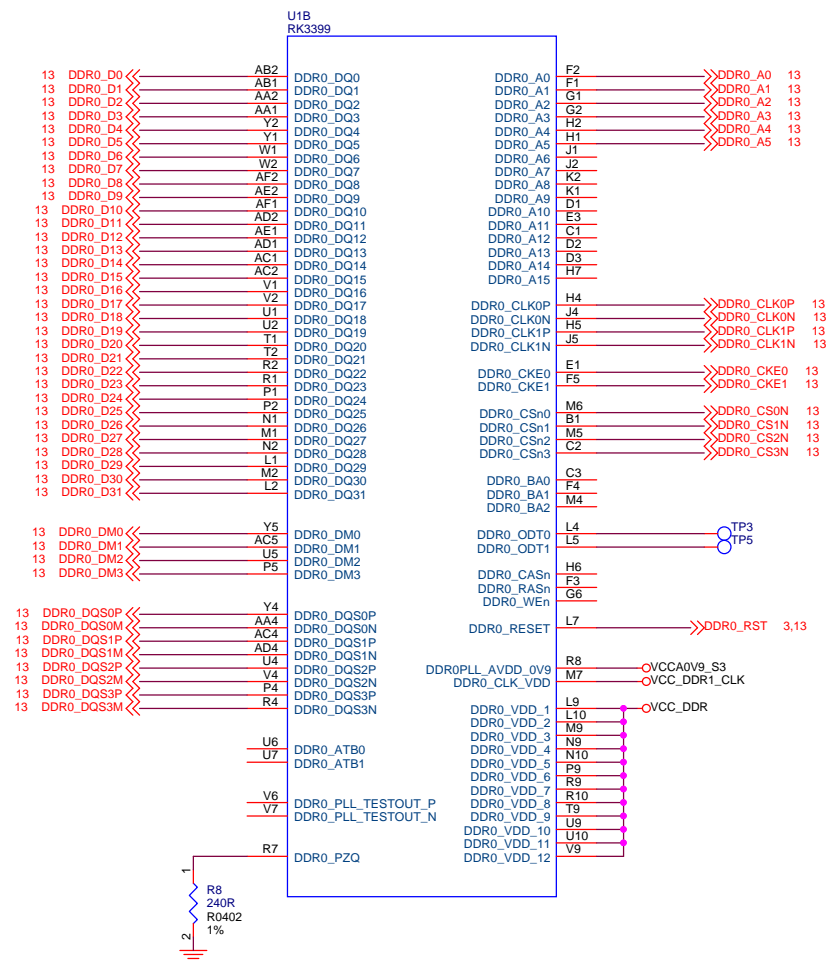 U1B
RK3399
13 DDR0_D0 AB2 DDR0_DQ0 DDR0_A0 F2 DDR0_A0 13
13 DDR0_D1 AB1 DDR0_DQ1 DDR0_A1 F1 DDR0_A1 13
13 DDR0_D2 AA2 DDR0_DQ2 DDR0_A2 G1 DDR0_A2 13
13 DDR0_D3 AA1 DDR0_DQ3 DDR0_A3 G2 DDR0_A3 13
13 DDR0_D4 Y2 DDR0_DQ4 DDR0_A4 H2 DDR0_A4 13
13 DDR0_D5 Y1 DDR0_DQ5 DDR0_A5 H1 DDR0_A5 13
13 DDR0_D6 W1 DDR0_DQ6 DDR0_A6 J1
13 DDR0_D7 W2 DDR0_DQ7 DDR0_A7 J2
13 DDR0_D8 AF2 DDR0_DQ8 DDR0_A8 K2
13 DDR0_D9 AE2 DDR0_DQ9 DDR0_A9 K1
13 DDR0_D10 AF1 DDR0_DQ10 DDR0_A10 D1
13 DDR0_D11 AD2 DDR0_DQ11 DDR0_A11 E3
13 DDR0_D12 AE1 DDR0_DQ12 DDR0_A12 C1
13 DDR0_D13 AD1 DDR0_DQ13 DDR0_A13 D2
13 DDR0_D14 AC1 DDR0_DQ14 DDR0_A14 D3
13 DDR0_D15 AC2 DDR0_DQ15 DDR0_A15 H7
13 DDR0_D16 V1 DDR0_DQ16
13 DDR0_D17 V2 DDR0_DQ17 DDR0_CLK0P H4 DDR0_CLK0P 13
13 DDR0_D18 U1 DDR0_DQ18 DDR0_CLK0N J4 DDR0_CLK0N 13
13 DDR0_D19 U2 DDR0_DQ19 DDR0_CLK1P H5 DDR0_CLK1P 13
13 DDR0_D20 T1 DDR0_DQ20 DDR0_CLK1N J5 DDR0_CLK1N 13
13 DDR0_D21 T2 DDR0_DQ21
13 DDR0_D22 R2 DDR0_DQ22 DDR0_CKE0 E1 DDR0_CKE0 13
13 DDR0_D23 R1 DDR0_DQ23 DDR0_CKE1 F5 DDR0_CKE1 13
13 DDR0_D24 P1 DDR0_DQ24
13 DDR0_D25 P2 DDR0_DQ25 DDR0_CSn0 M6 DDR0_CS0N 13
13 DDR0_D26 N1 DDR0_DQ26 DDR0_CSn1 B1 DDR0_CS1N 13
13 DDR0_D27 M1 DDR0_DQ27 DDR0_CSn2 M5 DDR0_CS2N 13
13 DDR0_D28 N2 DDR0_DQ28 DDR0_CSn3 C2 DDR0_CS3N 13
13 DDR0_D29 L1 DDR0_DQ29
13 DDR0_D30 M2 DDR0_DQ30 DDR0_BA0 C3
13 DDR0_D31 L2 DDR0_DQ31 DDR0_BA1 F4
DDR0_BA2 M4
13 DDR0_DM0 Y5 DDR0_DM0 DDR0_ODT0 L4 TP3
13 DDR0_DM1 AC5 DDR0_DM1 DDR0_ODT1 L5 TP5
13 DDR0_DM2 U5 DDR0_DM2
13 DDR0_DM3 P5 DDR0_DM3 DDR0_CASn H6
DDR0_RASn F3
DDR0_WEn G6
13 DDR0_DQS0P Y4 DDR0_DQS0P
13 DDR0_DQS0M AA4 DDR0_DQS0N DDR0_RESET L7 DDR0_RST 3,13
13 DDR0_DQS1P AC4 DDR0_DQS1P
13 DDR0_DQS1M AD4 DDR0_DQS1N
13 DDR0_DQS2P U4 DDR0_DQS2P DDR0PLL_AVDD_0V9 R8 VCCA0V9_S3
13 DDR0_DQS2M V4 DDR0_DQS2N DDR0_CLK_VDD M7 VCC_DDR1_CLK
13 DDR0_DQS3P P4 DDR0_DQS3P
13 DDR0_DQS3M R4 DDR0_DQS3N DDR0_VDD_1 L9 VCC_DDR
DDR0_VDD_2 L10
DDR0_VDD_3 M9
U6 DDR0_ATB0 DDR0_VDD_4 N9
U7 DDR0_ATB1 DDR0_VDD_5 N10
DDR0_VDD_6 P9
DDR0_VDD_7 R9
V6 DDR0_PLL_TESTOUT_P DDR0_VDD_8 R10
V7 DDR0_PLL_TESTOUT_N DDR0_VDD_9 T9
DDR0_VDD_10 U9
DDR0_VDD_11 U10
R7 DDR0_PZQ DDR0_VDD_12 V9
1
R8
240R
R0402
1%
2